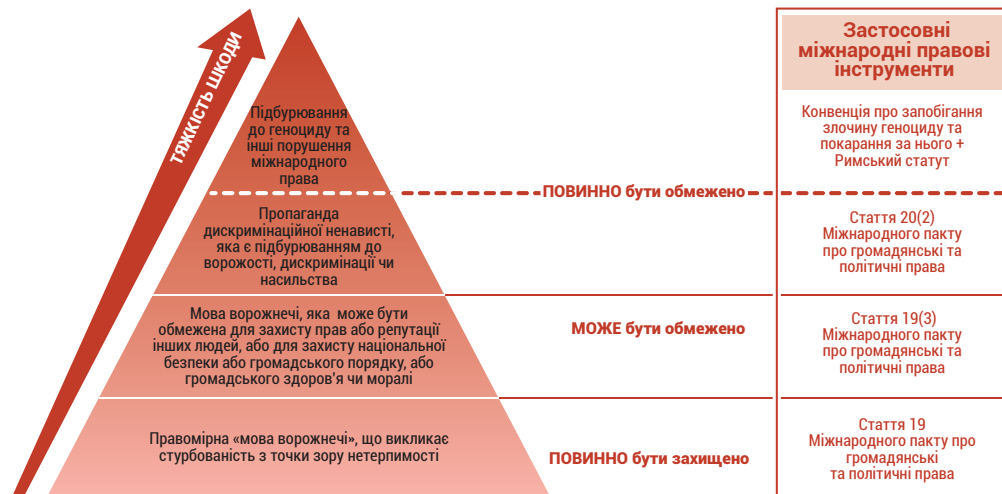 ТЯЖКІСТЬ ШКОДИ
Підбурювання
до геноциду та
інші порушення
міжнародного
права
Пропаганда
дискримінаційної ненависті,
яка є підбурюванням до
ворожості, дискримінації чи
насильства
Мова ворожнечі, яка може бути
обмежена для захисту прав або репутації
інших людей, або для захисту національної
безпеки або громадського порядку, або
громадського здоров'я чи моралі
Правомірна «мова ворожнечі», що викликає
стурбованість з точки зору нетерпимості
ПОВИННО бути обмежено
МОЖЕ бути обмежено
ПОВИННО бути захищено
Застосовні
міжнародні правові
інструменти
Конвенція про запобігання
злочину геноциду та
покарання за нього +
Римський статут
Стаття 20(2)
Міжнародного пакту
про громадянські та
політичні права
Стаття 19(3)
Міжнародного пакту
про громадянські та
політичні права
Стаття 19
Міжнародного пакту про
громадянські
та політичні права